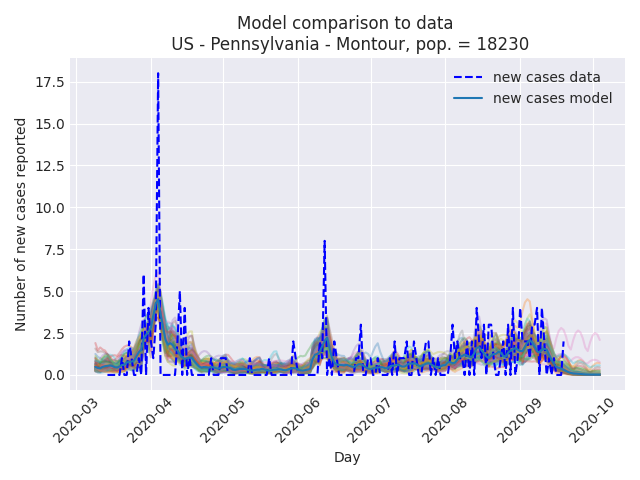 Model comparison to data
US - Pennsylvania - Montour, pop. = 18230
new cases data
new cases model
Number of new cases reported
17.5
15.0
12.5
10.0
7.5
5.0
2.5
0.0
2020-03
2020-04
2020-05
2020-06
2020-07
2020-08
2020-09
2020-10
Day